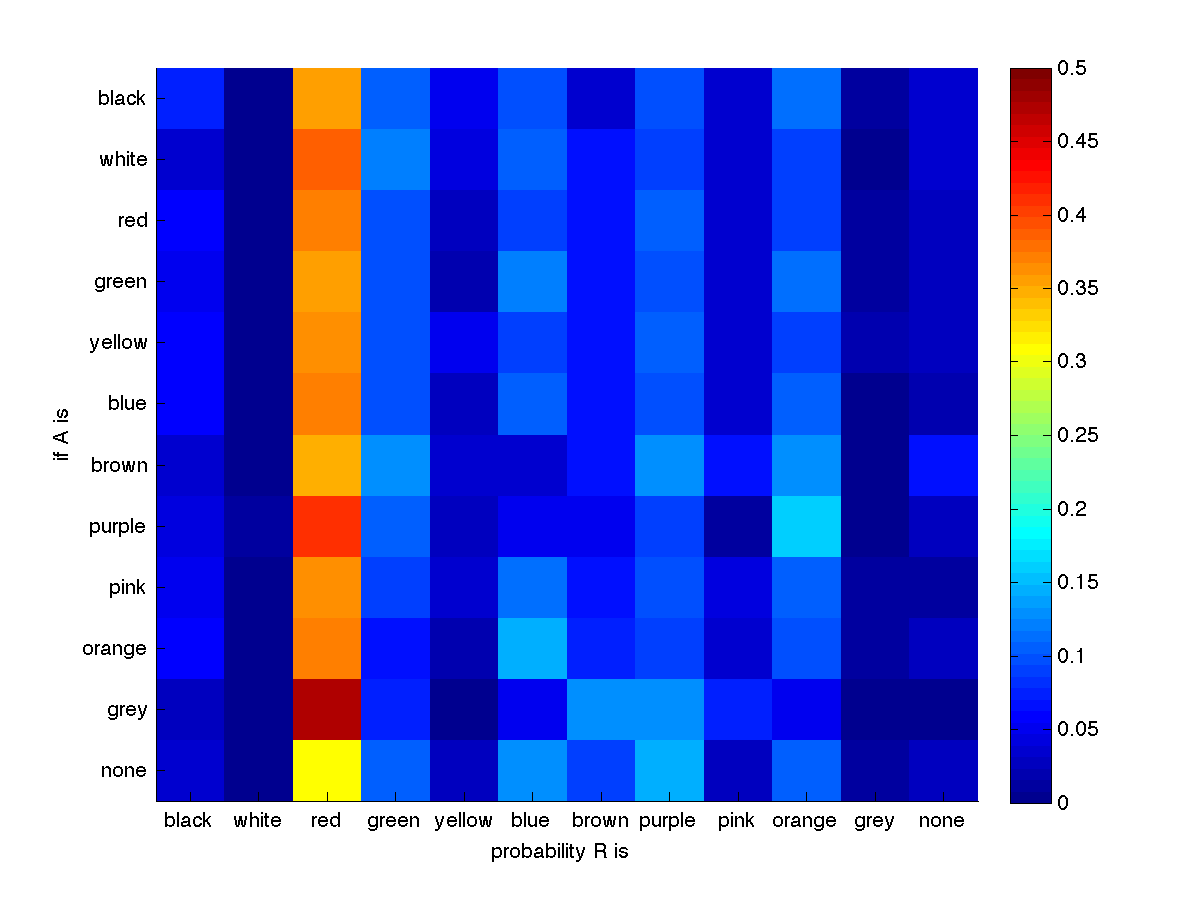 black
white
red
green
yellow
blue
brown
purple
pink
orange
grey
none
if A is
black white red green yellow blue brown purple pink orange grey none
probability R is
0.5
0.45
0.4
0.35
0.3
0.25
0.2
0.15
0.1
0.05
0